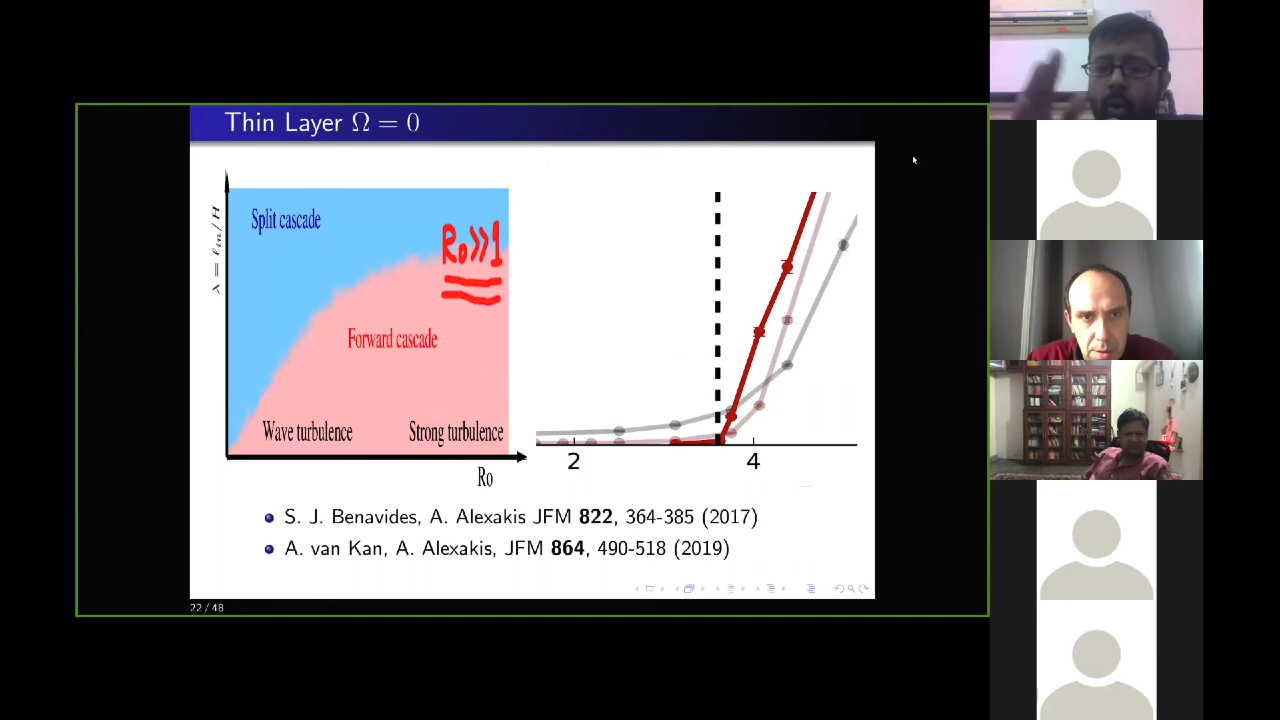 Thin Layer Ω = 0
λ = ℓin/H
Split cascade
R₀≫1
Forward cascade
Wave turbulence
Strong turbulence
Ro
2
4
S. J. Benavides, A. Alexakis JFM 822, 364-385 (2017)
A. van Kan, A. Alexakis, JFM 864, 490-518 (2019)
22 / 48